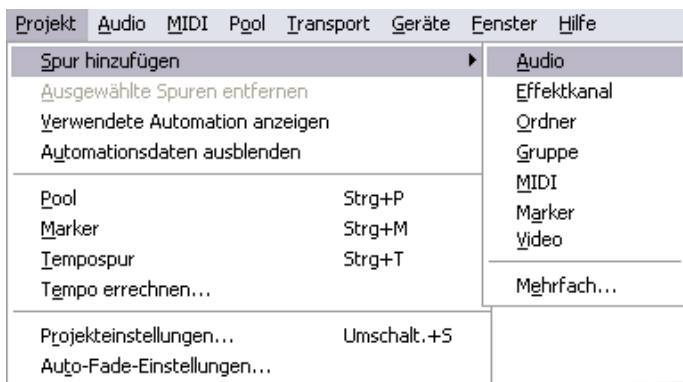 Projekt Audio MIDI Pool Transport Geräte Fenster Hilfe
Spur hinzufügen
Ausgewählte Spuren entfernen
Verwendete Automation anzeigen
Automationsdaten ausblenden
Pool Strg+P
Marker Strg+M
Tempospur Strg+T
Tempo errechnen...
Projekteinstellungen... Umschalt.+S
Auto-Fade-Einstellungen...
Audio
Effektkanal
Ordner
Gruppe
MIDI
Marker
Video
Mehrfach...